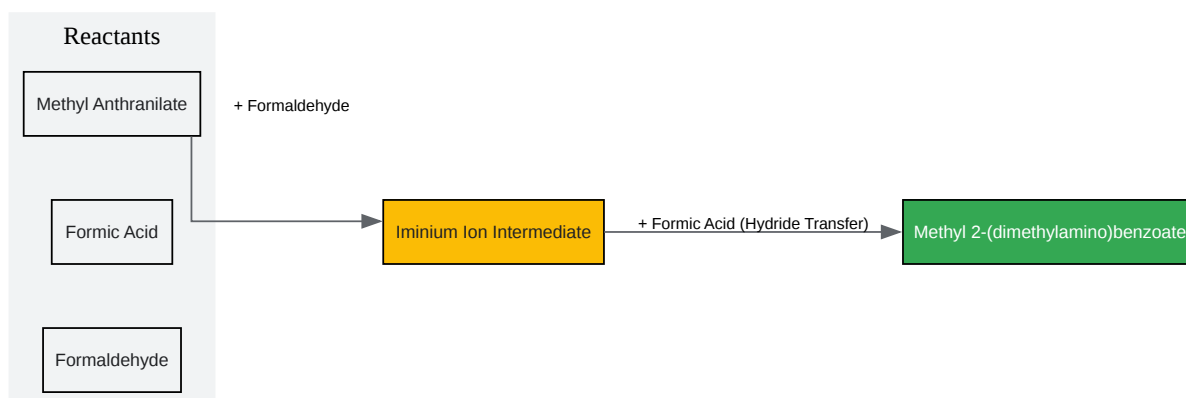 Reactants
Methyl Anthranilate
+ Formaldehyde
Formic Acid
Iminium Ion Intermediate
+ Formic Acid (Hydride Transfer)
Methyl 2-(dimethylamino)benzoate
Formaldehyde